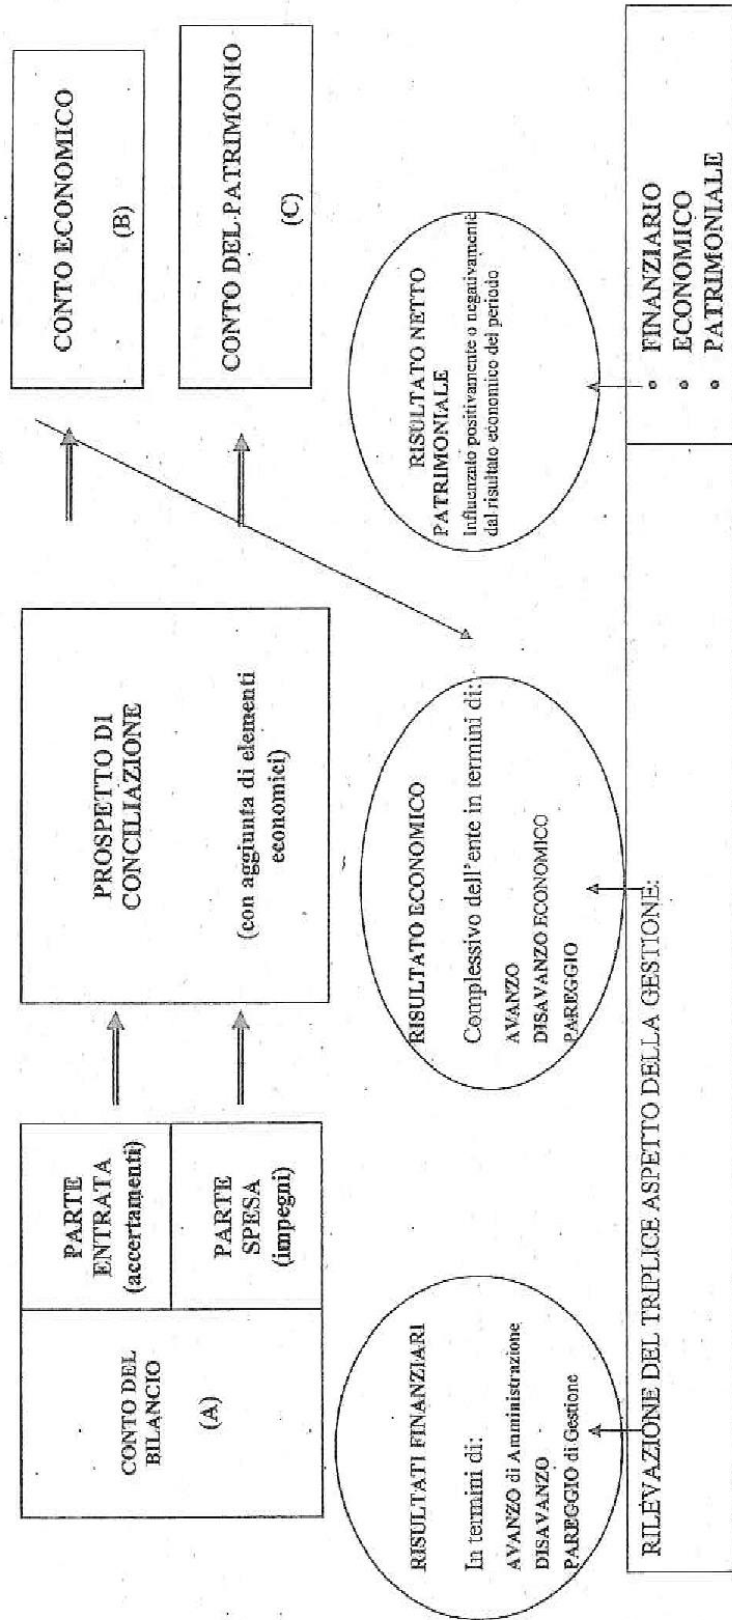 CONTO DEL
BILANCIO
(A)
PARTE
ENTRATA
(accertamenti)
PARTE
SPESA
(impegni)
PROSPETTO DI
CONCILIAZIONE
(con aggiunta di elementi
economici)
CONTO ECONOMICO
(B)
CONTO DEL PATRIMONIO
(C)
RISULTATI FINANZIARI
In termini di:
AVANZO di Amministrazione
DISAVANZO
PAREGGIO di Gestione
RISULTATO ECONOMICO
Complessivo dell'ente in termini di:
AVANZO
DISAVANZO ECONOMICO
PAREGGIO
RISULTATO NETTO
PATRIMONIALE
Influenzato positivamente o negativamente
dal risultato economico del periodo
RILEVAZIONE DEL TRIPLICE ASPETTO DELLA GESTIONE:
• FINANZIARIO
• ECONOMICO
• PATRIMONIALE